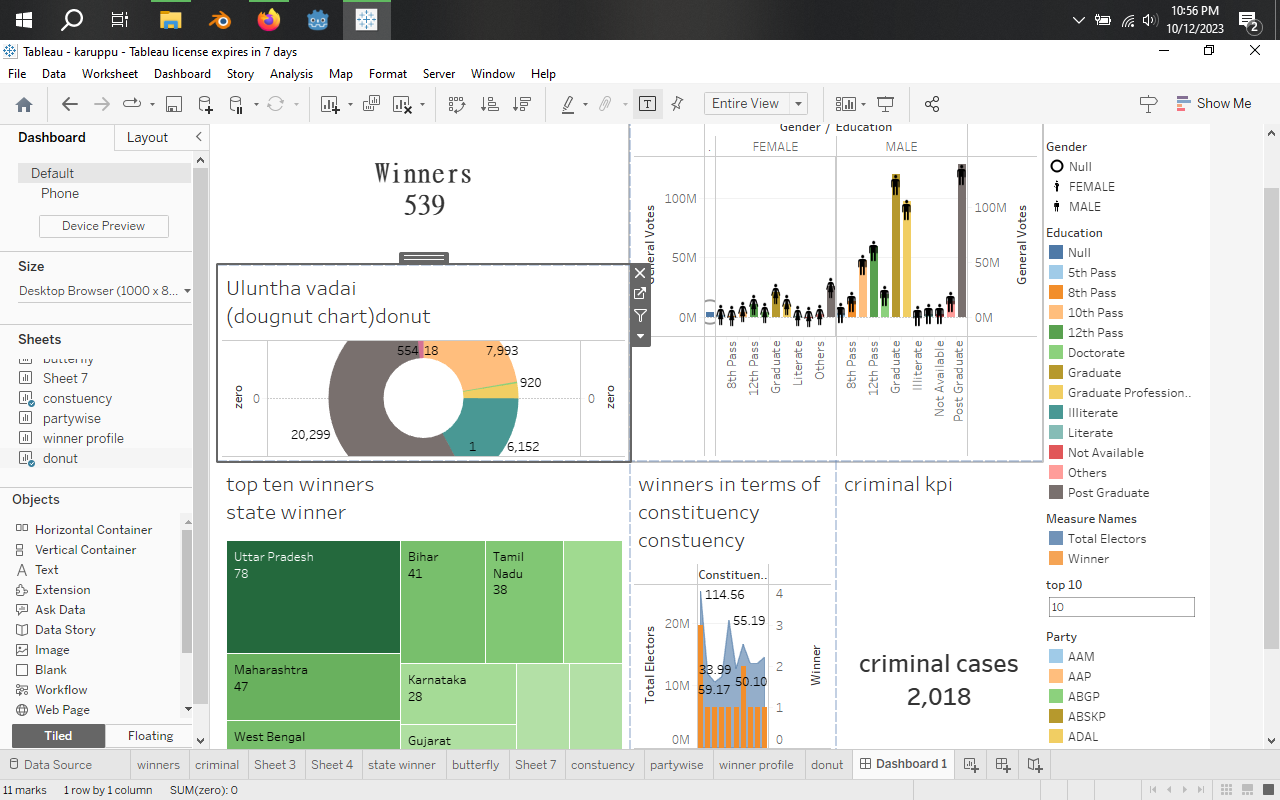 10:56 PM
10/12/2023
2
Tableau - karuppu - Tableau license expires in 7 days
File Data Worksheet Dashboard Story Analysis Map Format Server Window Help
Entire View
Show Me
Dashboard
Layout
Default
Phone
Device Preview
Size
Desktop Browser (1000 x 8...
Sheets
butterfly
Sheet 7
constuency
partywise
winner profile
donut
Objects
Horizontal Container
Vertical Container
Text
Extension
Ask Data
Data Story
Image
Blank
Workflow
Web Page
Tiled
Floating
Winners
539
Uluntha vadai
(dougnut chart)donut
zero
0
554
18
7,993
920
20,299
1
6,152
0
zero
Gender / Education
.
FEMALE
MALE
General Votes
100M
50M
0M
100M
50M
0M
General Votes
8th Pass
12th Pass
Graduate
Literate
Others
8th Pass
12th Pass
Graduate
Illiterate
Not Available
Post Graduate
top ten winners
state winner
Uttar Pradesh
78
Maharashtra
47
West Bengal
Bihar
41
Tamil
Nadu
38
Karnataka
28
Gujarat
winners in terms of
constituency
constuency
Constituen..
Total Electors
20M
10M
0M
114.56
55.19
33.99
59.17
50.10
4
3
2
1
0
Winner
criminal kpi
criminal cases
2,018
Gender
Null
FEMALE
MALE
Education
Null
5th Pass
8th Pass
10th Pass
12th Pass
Doctorate
Graduate
Graduate Profession..
Illiterate
Literate
Not Available
Others
Post Graduate
Measure Names
Total Electors
Winner
top 10
10
Party
AAM
AAP
ABGP
ABSKP
ADAL
Data Source
winners
criminal
Sheet 3
Sheet 4
state winner
butterfly
Sheet 7
constuency
partywise
winner profile
donut
Dashboard 1
11 marks
1 row by 1 column
SUM(zero): 0